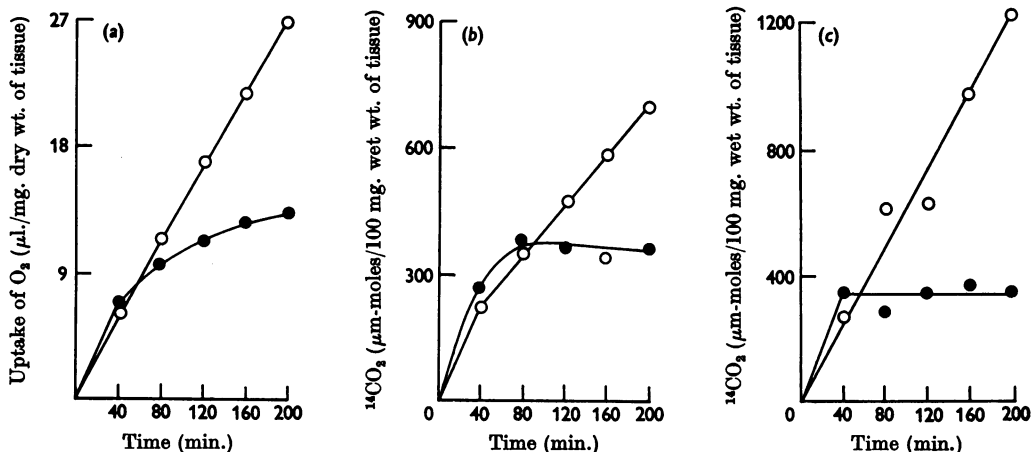 (a)
Uptake of O₂ (μl./mg. dry wt. of tissue)
27
18
9
40 80 120 160 200
Time (min.)
(b)
¹⁴CO₂ (μm-moles/100 mg. wet wt. of tissue)
900
600
300
0 40 80 120 160 200
Time (min.)
(c)
¹⁴CO₂ (μm-moles/100 mg. wet wt. of tissue)
1200
800
400
0 40 80 120 160 200
Time (min.)